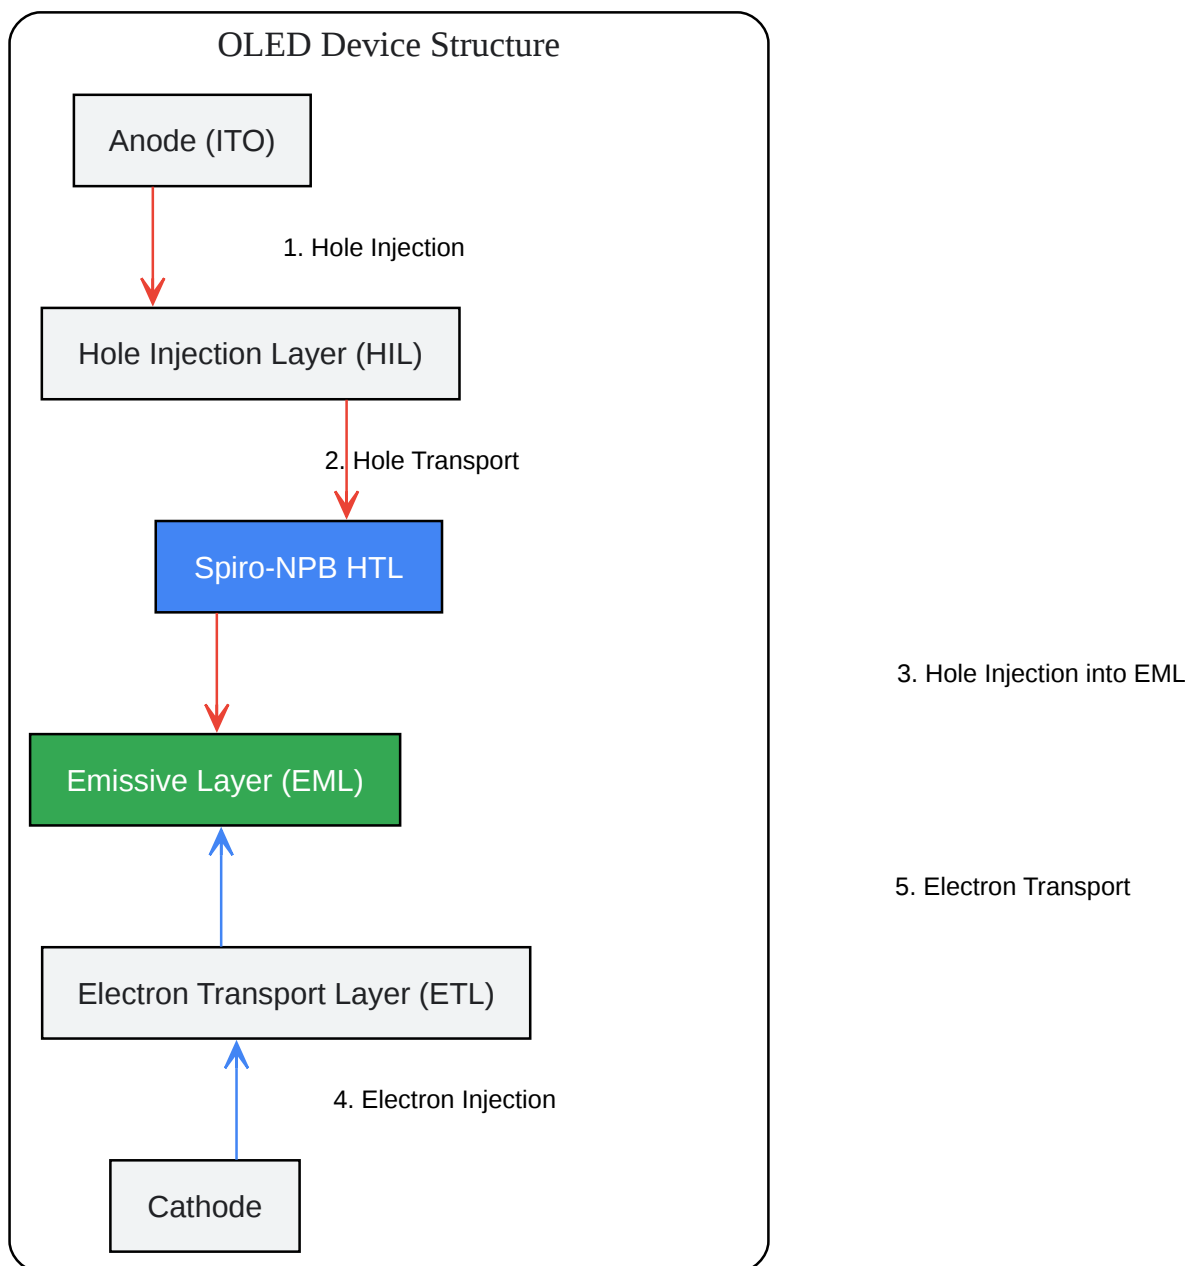 OLED Device Structure
Anode (ITO)
1. Hole Injection
Hole Injection Layer (HIL)
2. Hole Transport
Spiro-NPB HTL
3. Hole Injection into EML
Emissive Layer (EML)
5. Electron Transport
Electron Transport Layer (ETL)
4. Electron Injection
Cathode